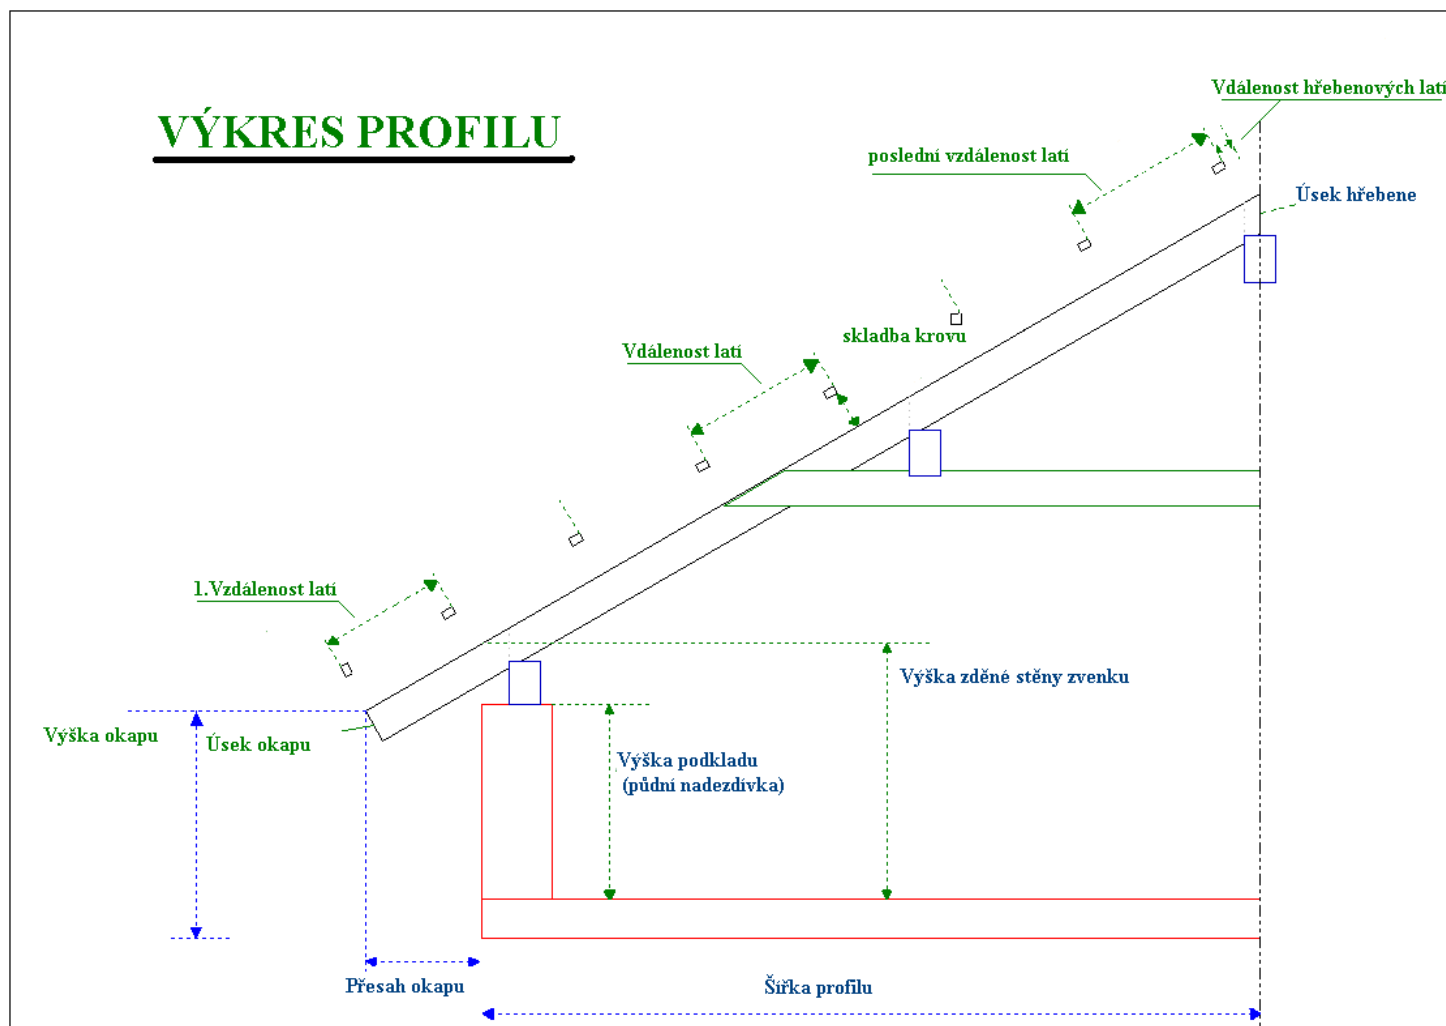 Vdálenost hřebenových latí
VÝKRES PROFILU
poslední vzdálenost latí
Úsek hřebene
skladba krovu
Vdálenost latí
1.Vzdálenost latí
Výška zděné stěny zvenku
Výška okapu
Úsek okapu
Výška podkladu
(půdní nadezdívka)
Přesah okapu
Šířka profilu